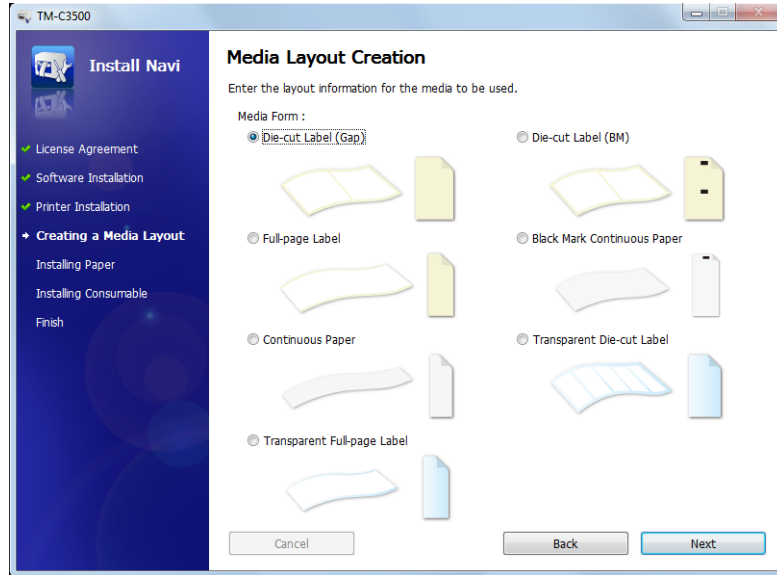 TM-C3500
Install Navi
License Agreement
Software Installation
Printer Installation
Creating a Media Layout
Installing Paper
Installing Consumable
Finish
Media Layout Creation
Enter the layout information for the media to be used.
Media Form :
Die-cut Label (Gap)
Die-cut Label (BM)
Full-page Label
Black Mark Continuous Paper
Continuous Paper
Transparent Die-cut Label
Transparent Full-page Label
Cancel
Back
Next